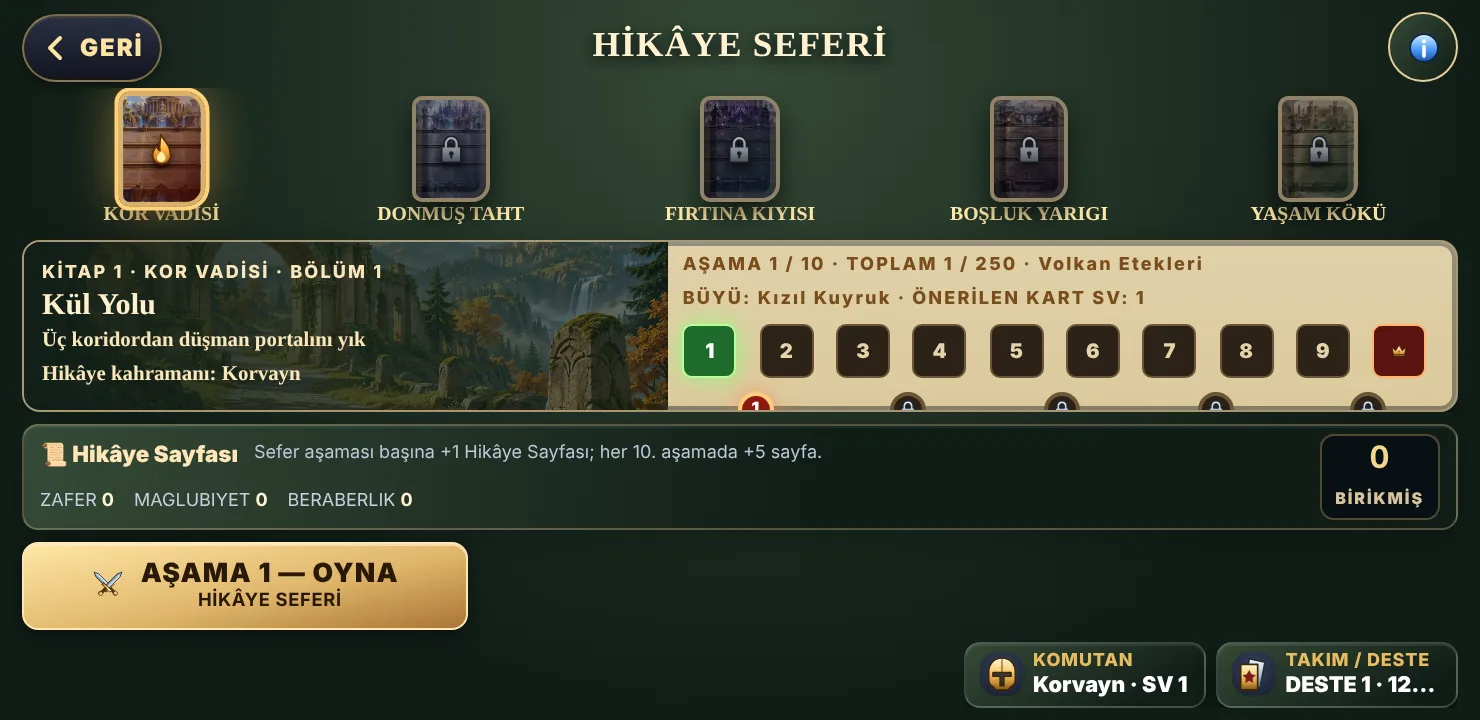 GERİ
HİKÂYE SEFERİ
KOR VADİSİ
DONMUŞ TAHT
FIRTINA KIYISI
BOŞLUK YARIGI
YAŞAM KÖKÜ
KİTAP 1 · KOR VADİSİ · BÖLÜM 1
Kül Yolu
Üç koridordan düşman portalını yık
Hikâye kahramanı: Korvayn
AŞAMA 1 / 10 · TOPLAM 1 / 250 · Volkan Etekleri
BÜYÜ: Kızıl Kuyruk · ÖNERİLEN KART SV: 1
1 2 3 4 5 6 7 8 9
1
Hikâye Sayfası Sefer aşaması başına +1 Hikâye Sayfası; her 10. aşamada +5 sayfa.
ZAFER 0 MAGLUBIYET 0 BERABERLIK 0
0
BİRİKMİŞ
AŞAMA 1 — OYNA
HİKÂYE SEFERİ
KOMUTAN
Korvayn · SV 1
TAKIM / DESTE
DESTE 1 · 12...